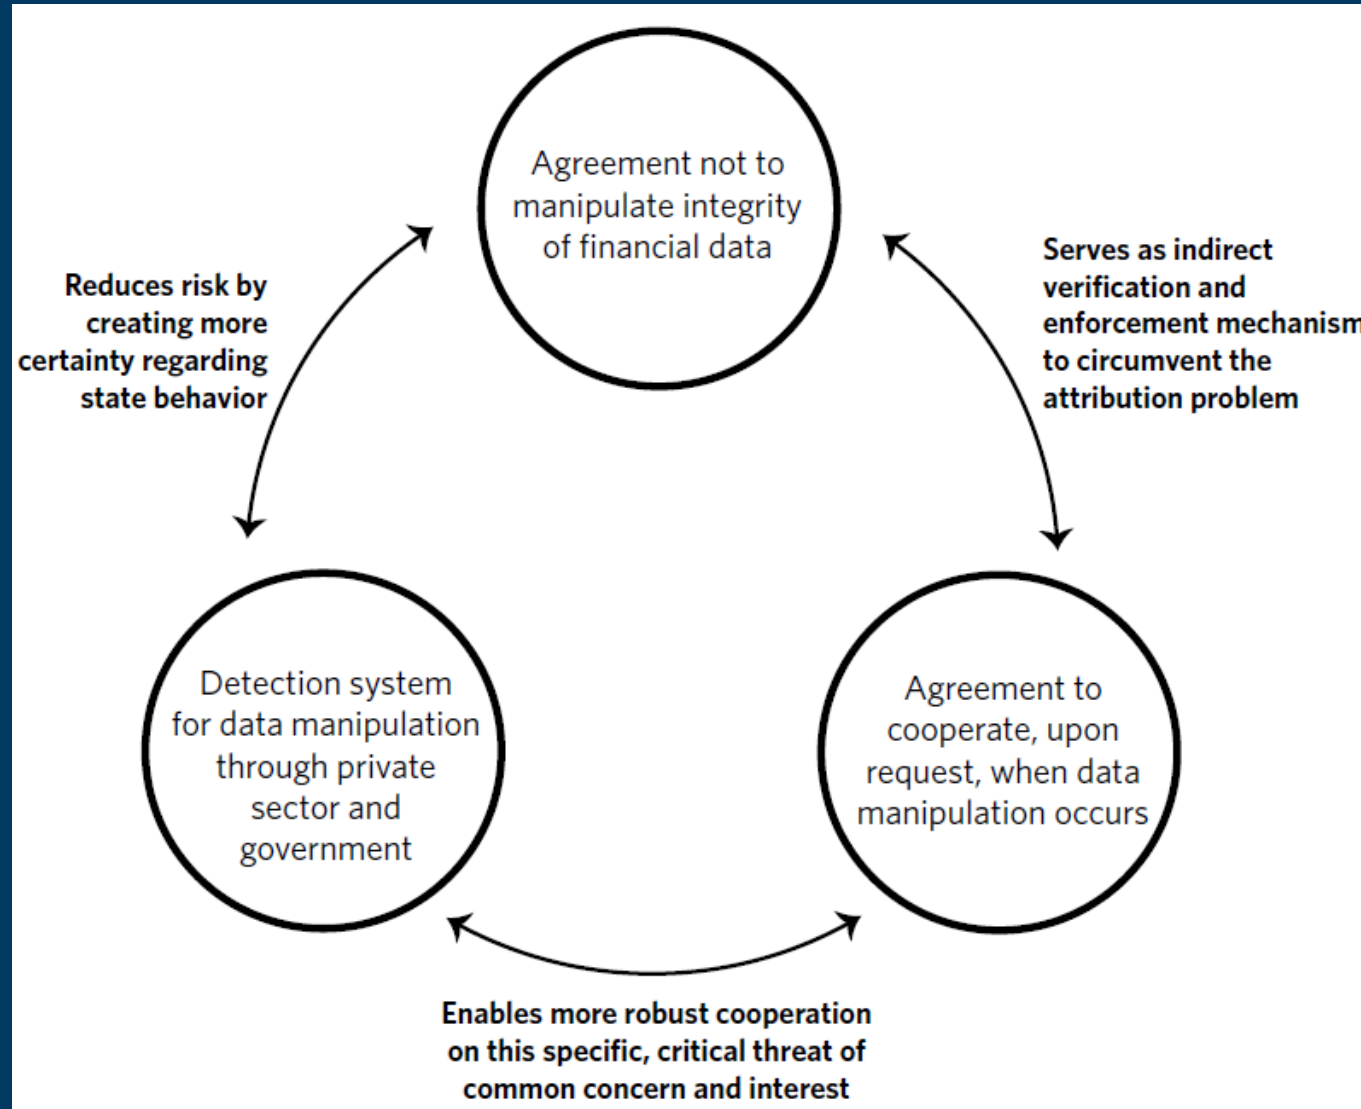 Agreement not to
manipulate integrity
of financial data
Reduces risk by
creating more
certainty regarding
state behavior
Serves as indirect
verification and
enforcement mechanism
to circumvent the
attribution problem
Detection system
for data manipulation
through private
sector and
government
Agreement to
cooperate, upon
request, when data
manipulation occurs
Enables more robust cooperation
on this specific, critical threat of
common concern and interest